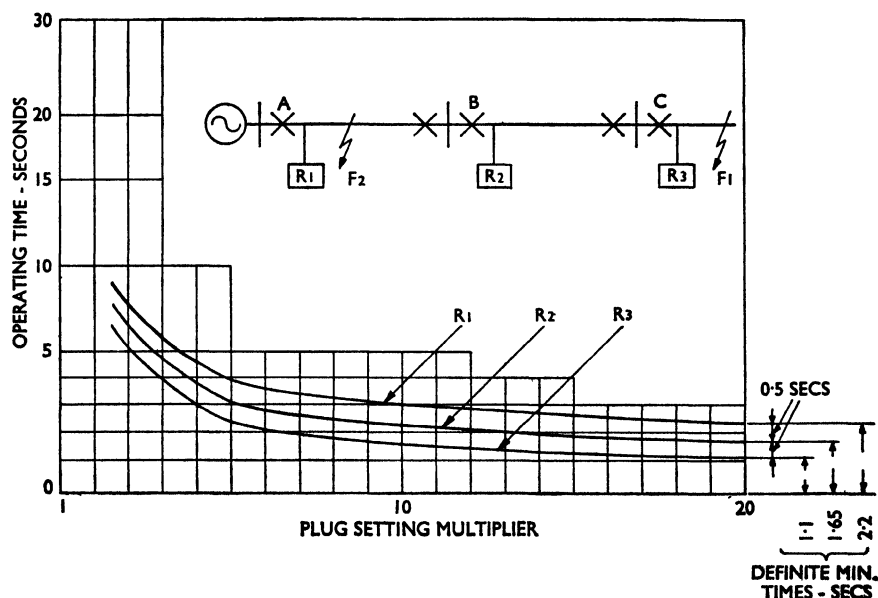 30
20
15
10
5
0
OPERATING TIME - SECONDS
A
B
C
R1
F2
R2
R3
F1
R1
R2
R3
0·5 SECS
1
10
20
PLUG SETTING MULTIPLIER
1·1
1·65
2·2
DEFINITE MIN.
TIMES - SECS